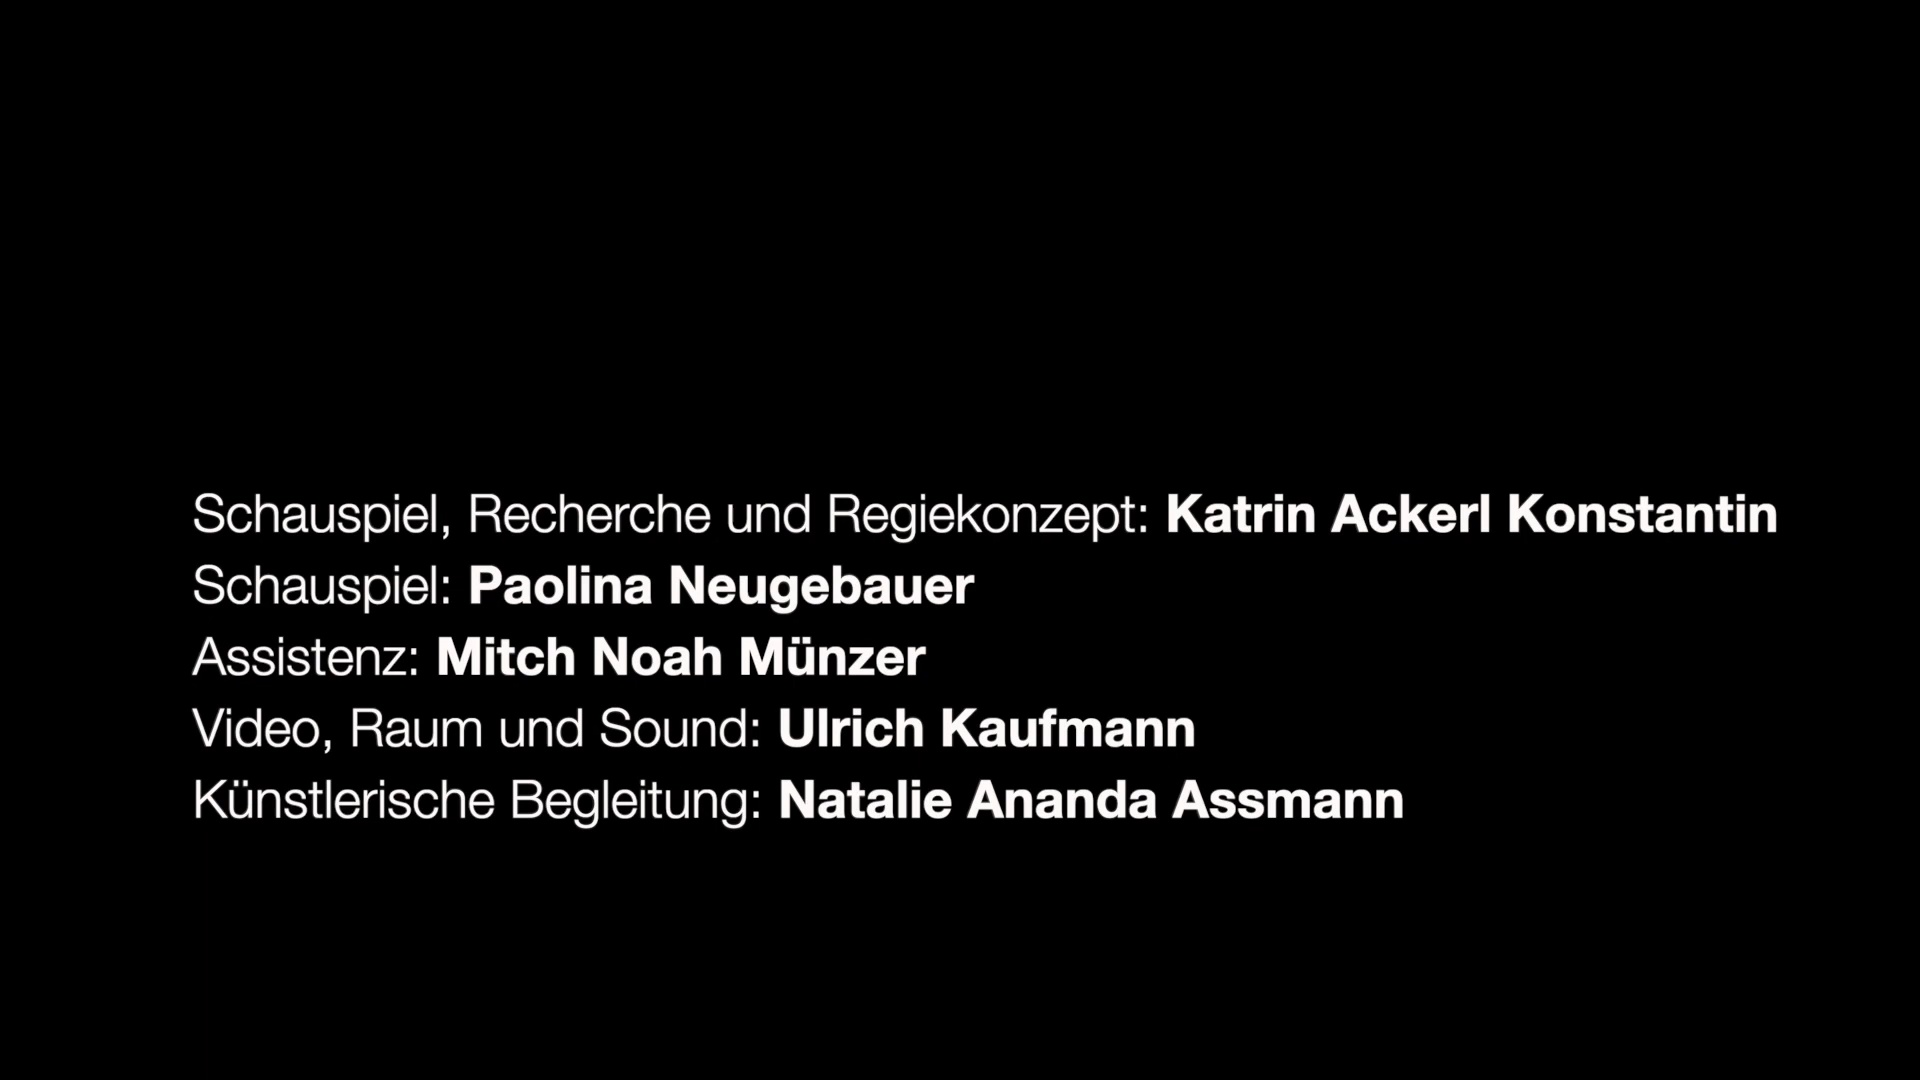 Schauspiel, Recherche und Regiekonzept: Katrin Ackerl Konstantin
Schauspiel: Paolina Neugebauer
Assistenz: Mitch Noah Münzer
Video, Raum und Sound: Ulrich Kaufmann
Künstlerische Begleitung: Natalie Ananda Assmann